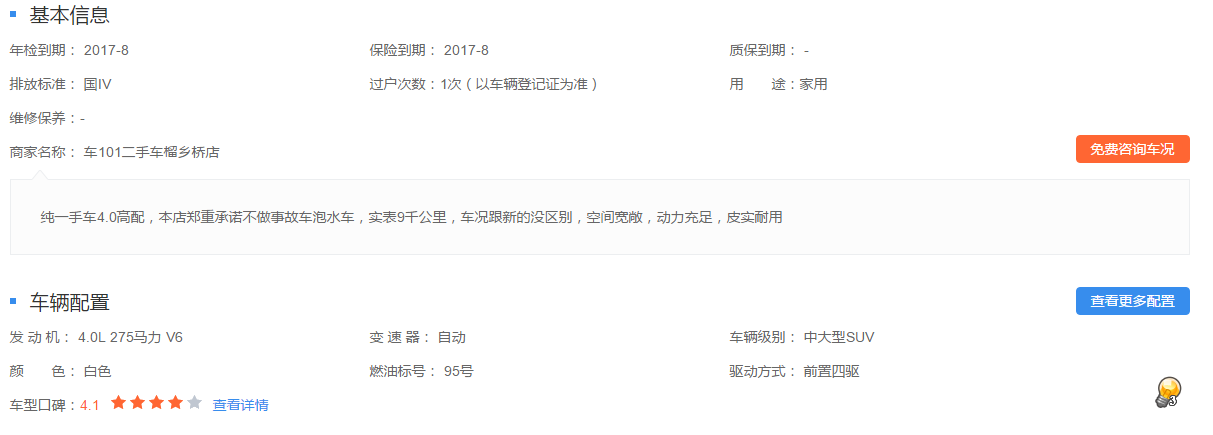 基本信息
年检到期： 2017-8 保险到期： 2017-8 质保到期： -
排放标准： 国IV 过户次数：1次（以车辆登记证为准） 用 途：家用
维修保养：-
商家名称： 车101二手车榴乡桥店 免费咨询车况
纯一手车4.0高配，本店郑重承诺不做事故车泡水车，实表9千公里，车况跟新的没区别，空间宽敞，动力充足，皮实耐用
车辆配置 查看更多配置
发 动 机： 4.0L 275马力 V6 变 速 器： 自动 车辆级别： 中大型SUV
颜 色： 白色 燃油标号： 95号 驱动方式： 前置四驱
车型口碑：4.1 查看详情
3